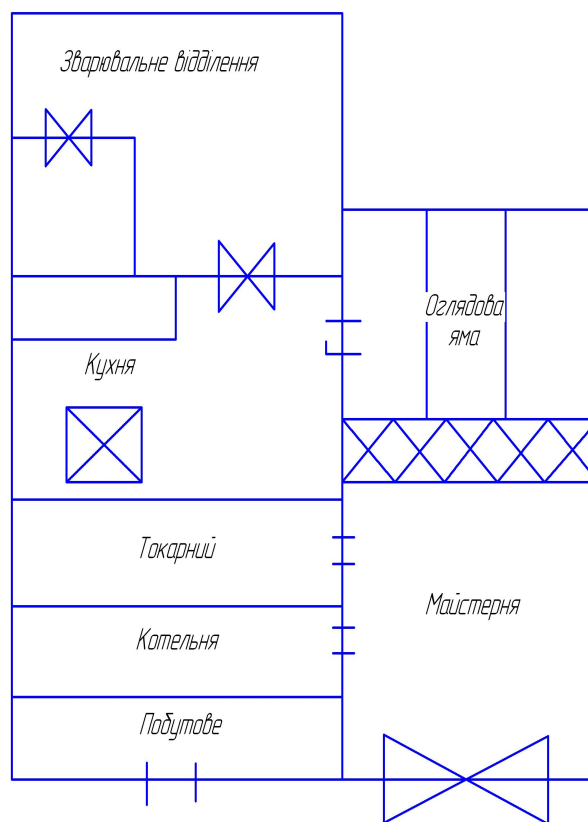 Зварювальне відділення
Оглядова
яма
Кухня
Токарний
Майстерня
Котельня
Побутове